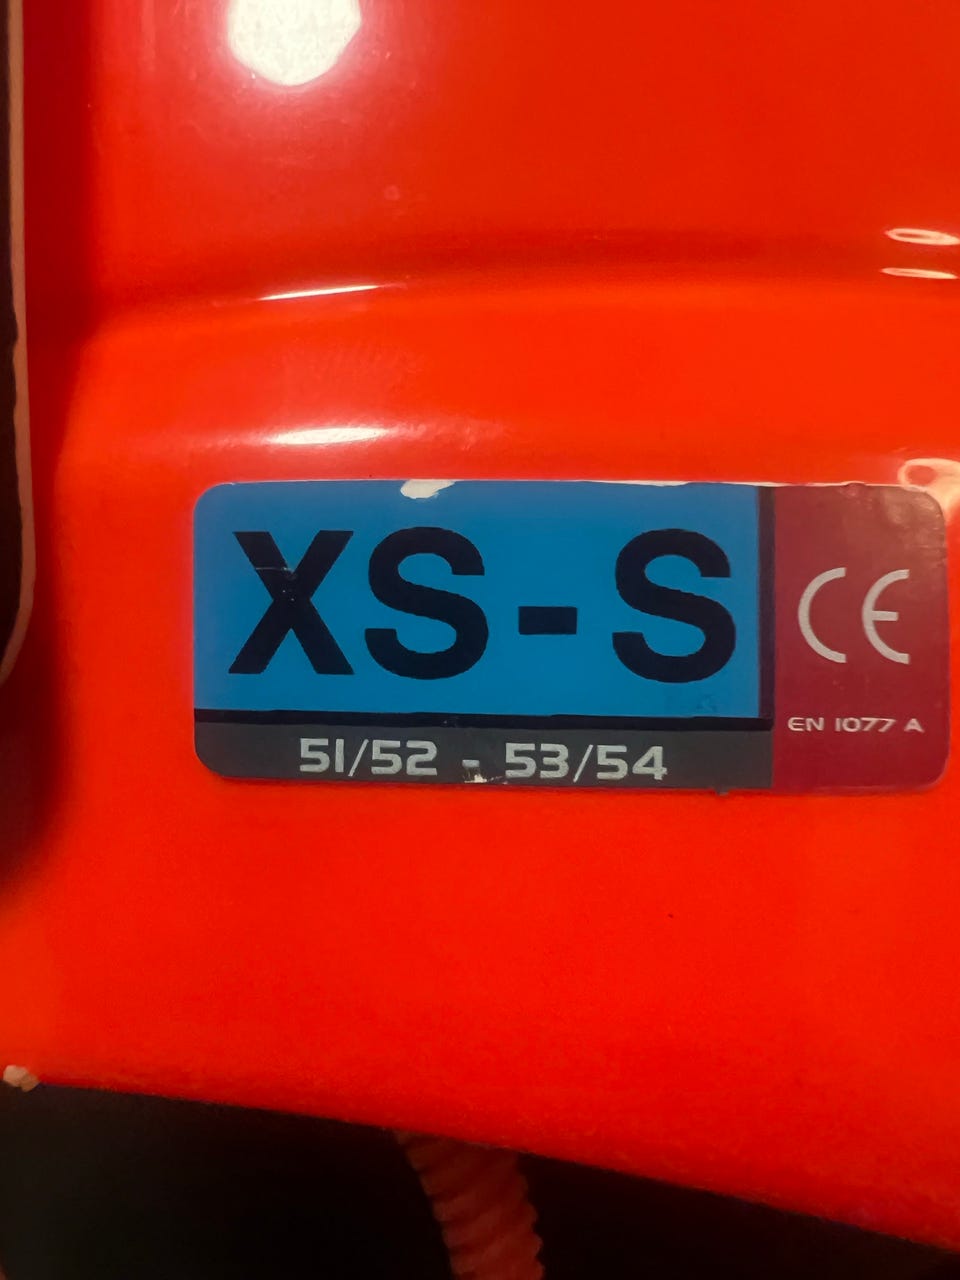 XS-S
51/52 - 53/54
CE
EN 1077 A